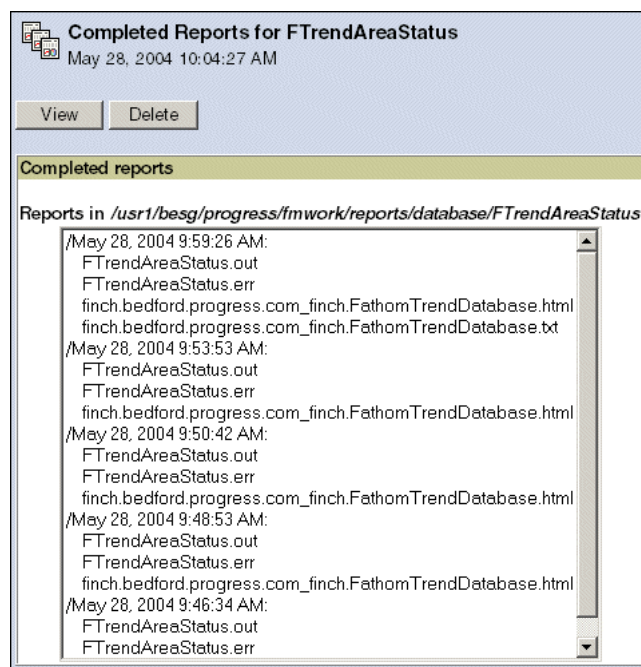 Completed Reports for FTrendAreaStatus
May 28, 2004 10:04:27 AM
View Delete
Completed reports
Reports in /usr1/besg/progress/fmwork/reports/database/FTrendAreaStatus
/May 28, 2004 9:59:26 AM:
FTrendAreaStatus.out
FTrendAreaStatus.err
finch.bedford.progress.com_finch.FathomTrendDatabase.html
finch.bedford.progress.com_finch.FathomTrendDatabase.txt
/May 28, 2004 9:53:53 AM:
FTrendAreaStatus.out
FTrendAreaStatus.err
finch.bedford.progress.com_finch.FathomTrendDatabase.html
/May 28, 2004 9:50:42 AM:
FTrendAreaStatus.out
FTrendAreaStatus.err
finch.bedford.progress.com_finch.FathomTrendDatabase.html
/May 28, 2004 9:48:53 AM:
FTrendAreaStatus.out
FTrendAreaStatus.err
finch.bedford.progress.com_finch.FathomTrendDatabase.html
/May 28, 2004 9:46:34 AM:
FTrendAreaStatus.out
FTrendAreaStatus.err